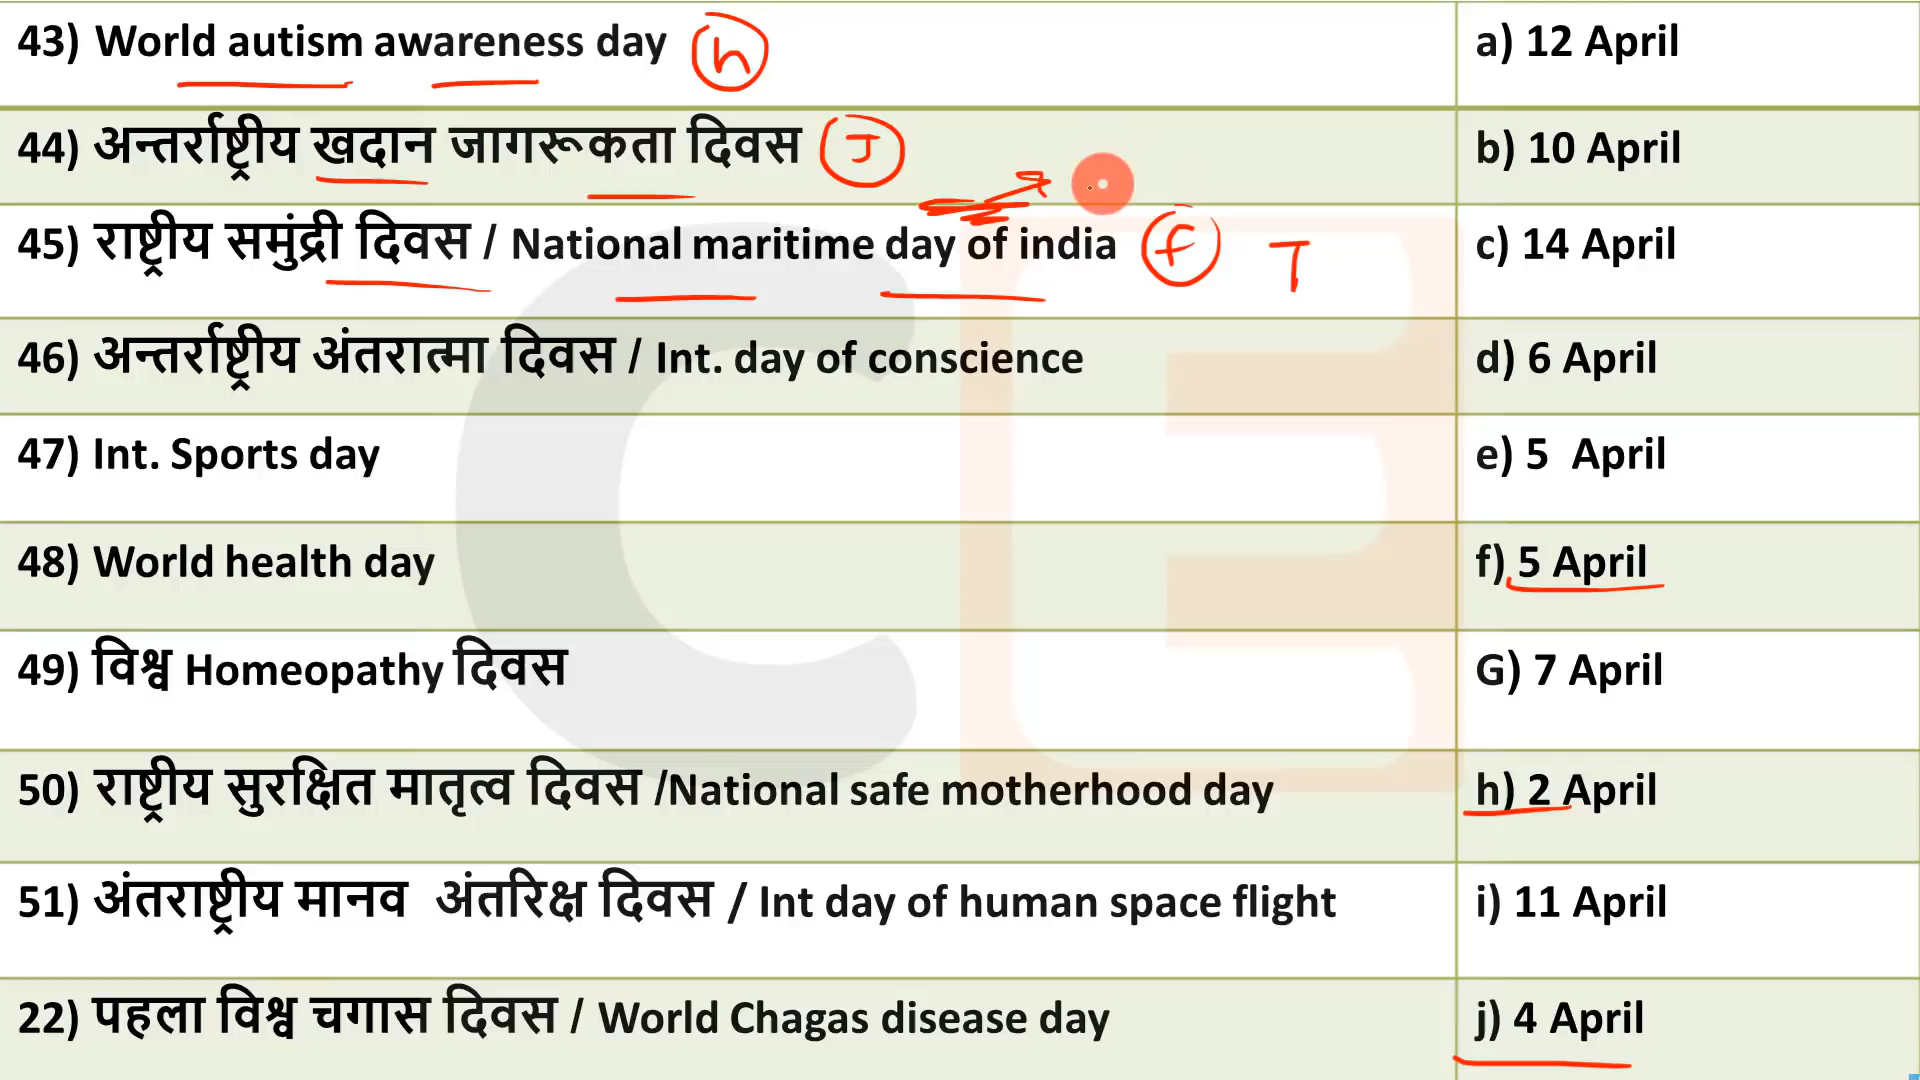 43) World autism awareness day h a) 12 April
44) अन्तर्राष्ट्रीय खदान जागरूकता दिवस J b) 10 April
45) राष्ट्रीय समुंद्री दिवस / National maritime day of india f T c) 14 April
46) अन्तर्राष्ट्रीय अंतरात्मा दिवस / Int. day of conscience d) 6 April
47) Int. Sports day e) 5 April
48) World health day f) 5 April
49) विश्व Homeopathy दिवस G) 7 April
50) राष्ट्रीय सुरक्षित मातृत्व दिवस /National safe motherhood day h) 2 April
51) अंतराष्ट्रीय मानव अंतरिक्ष दिवस / Int day of human space flight i) 11 April
22) पहला विश्व चगास दिवस / World Chagas disease day j) 4 April
CE